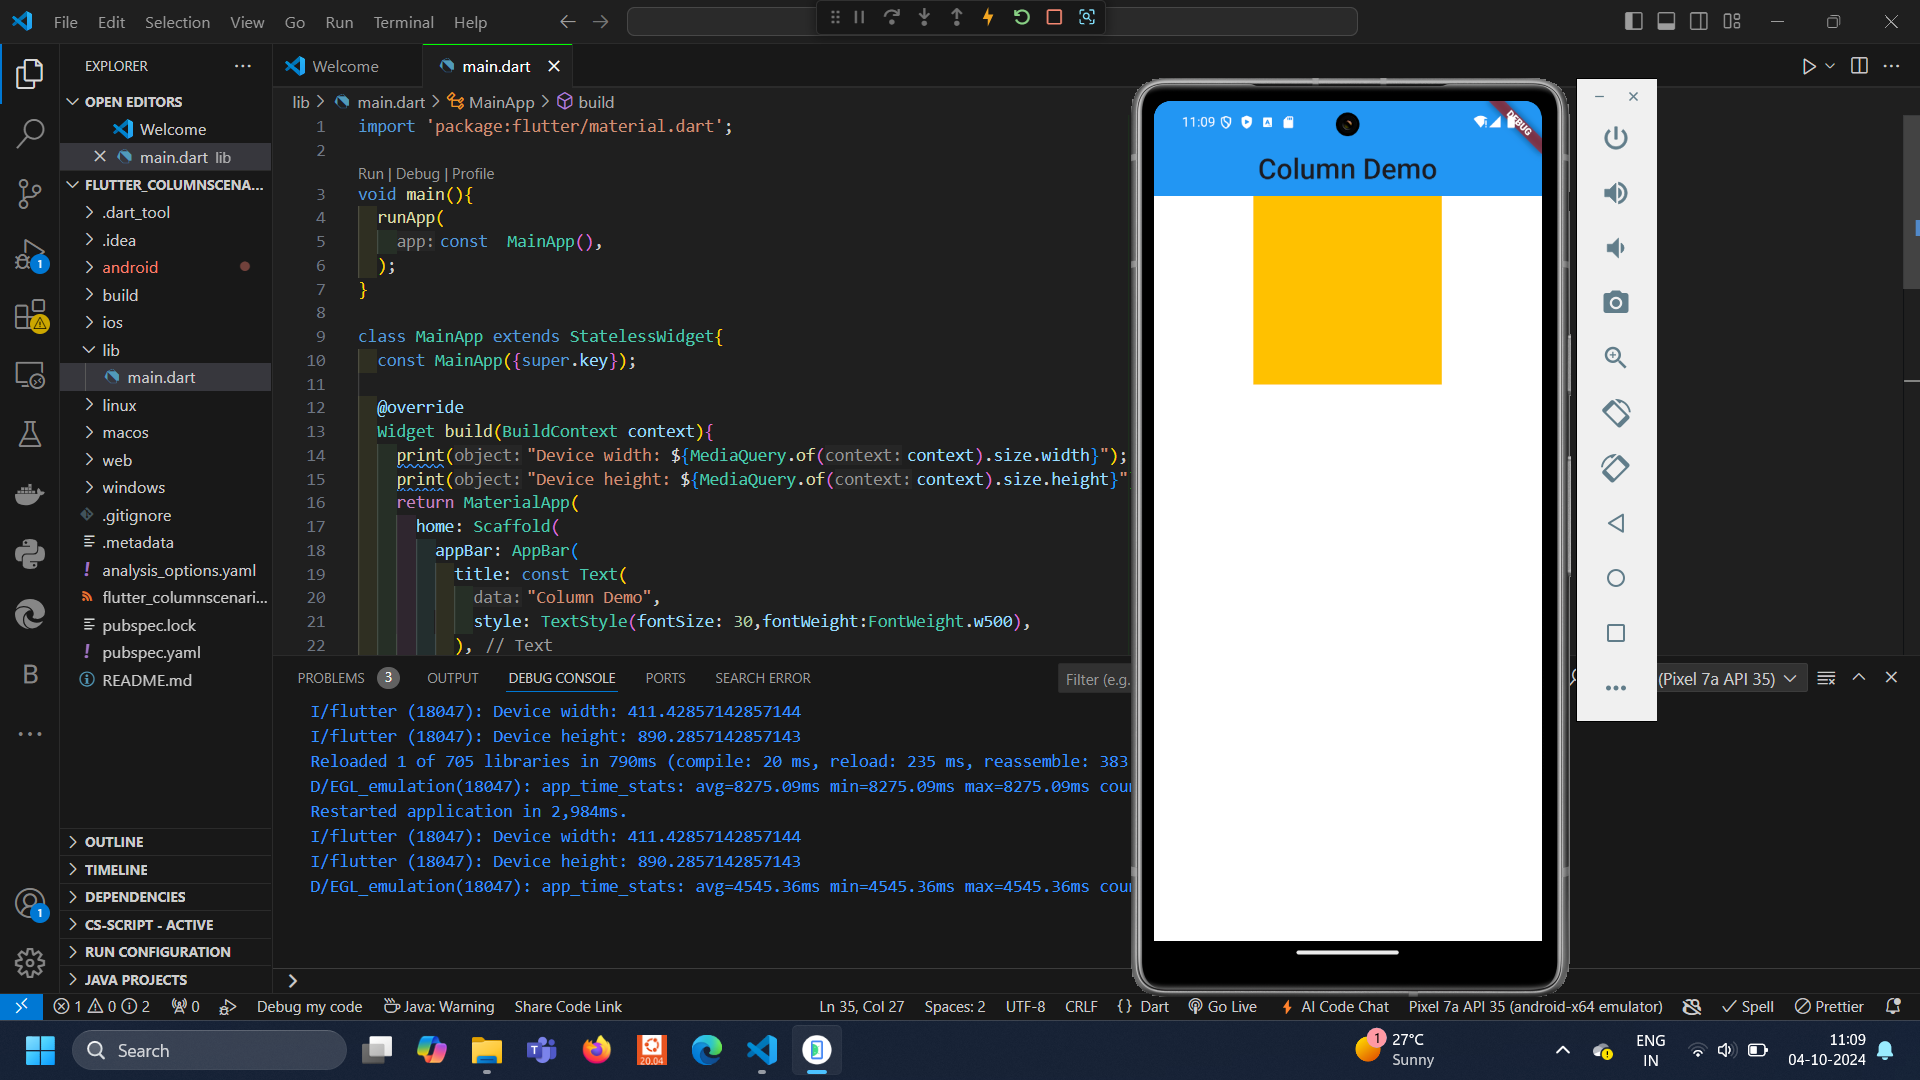 File Edit Selection View Go Run Terminal Help
EXPLORER
OPEN EDITORS
Welcome
main.dart lib
FLUTTER_COLUMNSCENA...
.dart_tool
.idea
android
build
ios
lib
main.dart
linux
macos
web
windows
.gitignore
.metadata
analysis_options.yaml
flutter_columnscenari...
pubspec.lock
pubspec.yaml
README.md
OUTLINE
TIMELINE
DEPENDENCIES
CS-SCRIPT - ACTIVE
RUN CONFIGURATION
JAVA PROJECTS
1
B
1
Welcome main.dart
lib > main.dart > MainApp > build
1 import 'package:flutter/material.dart';
2
Run | Debug | Profile
3 void main(){
4 runApp(
5 app: const  MainApp(),
6 );
7 }
8
9 class MainApp extends StatelessWidget{
10 const MainApp({super.key});
11
12 @override
13 Widget build(BuildContext context){
14 print(object: "Device width: ${MediaQuery.of(context: context).size.width}");
15 print(object: "Device height: ${MediaQuery.of(context: context).size.height}"
16 return MaterialApp(
17 home: Scaffold(
18 appBar: AppBar(
19 title: const Text(
20 data: "Column Demo",
21 style: TextStyle(fontSize: 30,fontWeight:FontWeight.w500),
22 ), // Text
PROBLEMS 3 OUTPUT DEBUG CONSOLE PORTS SEARCH ERROR
Filter (e.g.
(Pixel 7a API 35)
I/flutter (18047): Device width: 411.42857142857144
I/flutter (18047): Device height: 890.2857142857143
Reloaded 1 of 705 libraries in 790ms (compile: 20 ms, reload: 235 ms, reassemble: 383
D/EGL_emulation(18047): app_time_stats: avg=8275.09ms min=8275.09ms max=8275.09ms cou
Restarted application in 2,984ms.
I/flutter (18047): Device width: 411.42857142857144
I/flutter (18047): Device height: 890.2857142857143
D/EGL_emulation(18047): app_time_stats: avg=4545.36ms min=4545.36ms max=4545.36ms cou
11:09
DEBUG
Column Demo
1 0 2 0 Debug my code Java: Warning Share Code Link Ln 35, Col 27 Spaces: 2 UTF-8 CRLF {} Dart Go Live AI Code Chat Pixel 7a API 35 (android-x64 emulator) Spell Prettier
Search
20.04
1
27°C
Sunny
ENG
IN
11:09
04-10-2024